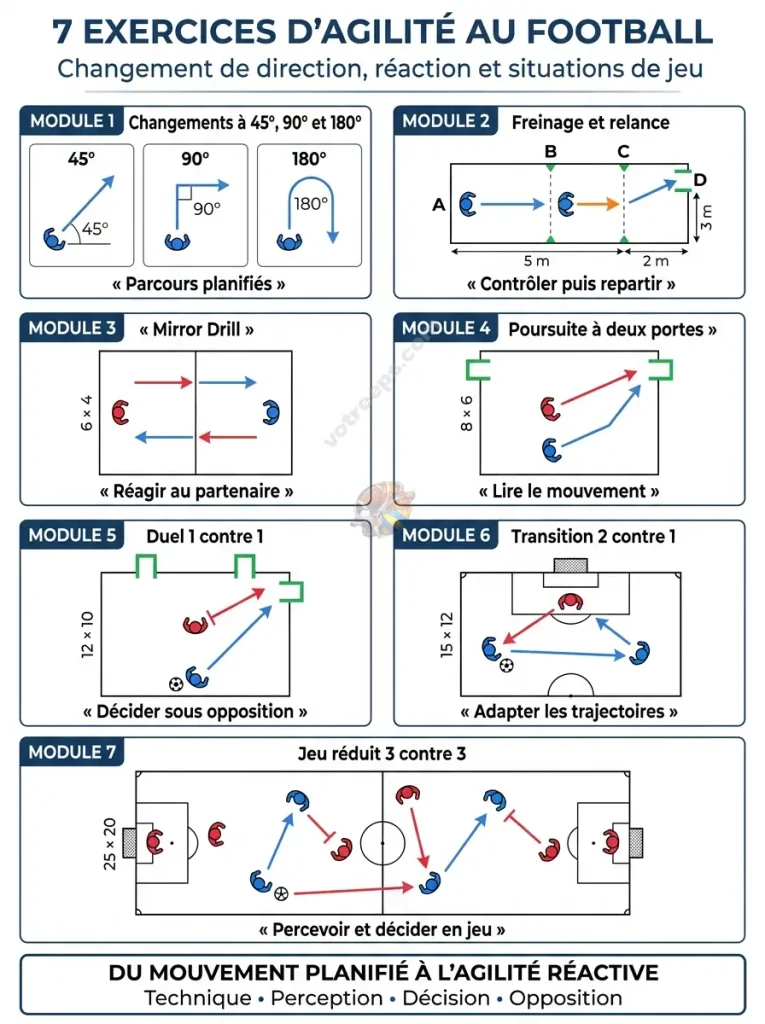 7 EXERCICES D’AGILITÉ AU FOOTBALL
Changement de direction, réaction et situations de jeu
MODULE 1
Changements à 45°, 90° et 180°
45°
90°
180°
45°
90°
180°
« Parcours planifiés »
MODULE 2
Freinage et relance
B
C
A
D
3 m
5 m
2 m
« Contrôler puis repartir »
MODULE 3
« Mirror Drill »
6 × 4
« Réagir au partenaire »
MODULE 4
Poursuite à deux portes »
8 × 6
« Lire le mouvement »
MODULE 5
Duel 1 contre 1
12 × 10
« Décider sous opposition »
MODULE 6
Transition 2 contre 1
15 × 12
« Adapter les trajectoires »
MODULE 7
Jeu réduit 3 contre 3
25 × 20
« Percevoir et décider en jeu »
DU MOUVEMENT PLANIFIÉ À L’AGILITÉ RÉACTIVE
Technique • Perception • Décision • Opposition
votreeps.com